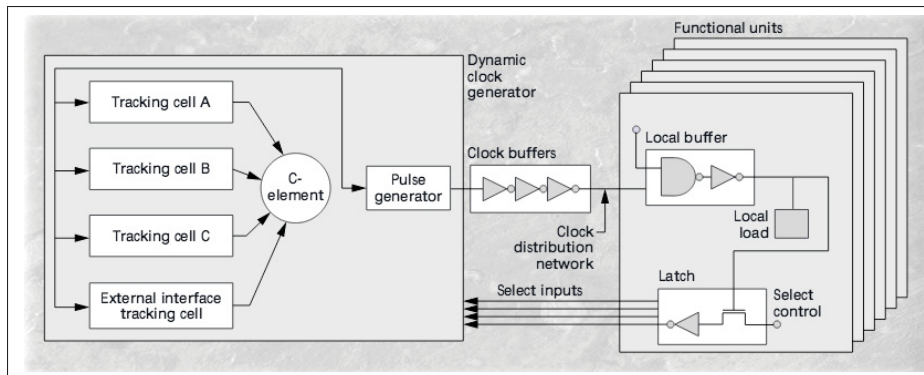 Functional units
Dynamic
clock
generator
Tracking cell A
Tracking cell B
Tracking cell C
External interface
tracking cell
C-
element
Pulse
generator
Clock buffers
Clock
distribution
network
Select inputs
Local buffer
Local
load
Latch
Select
control